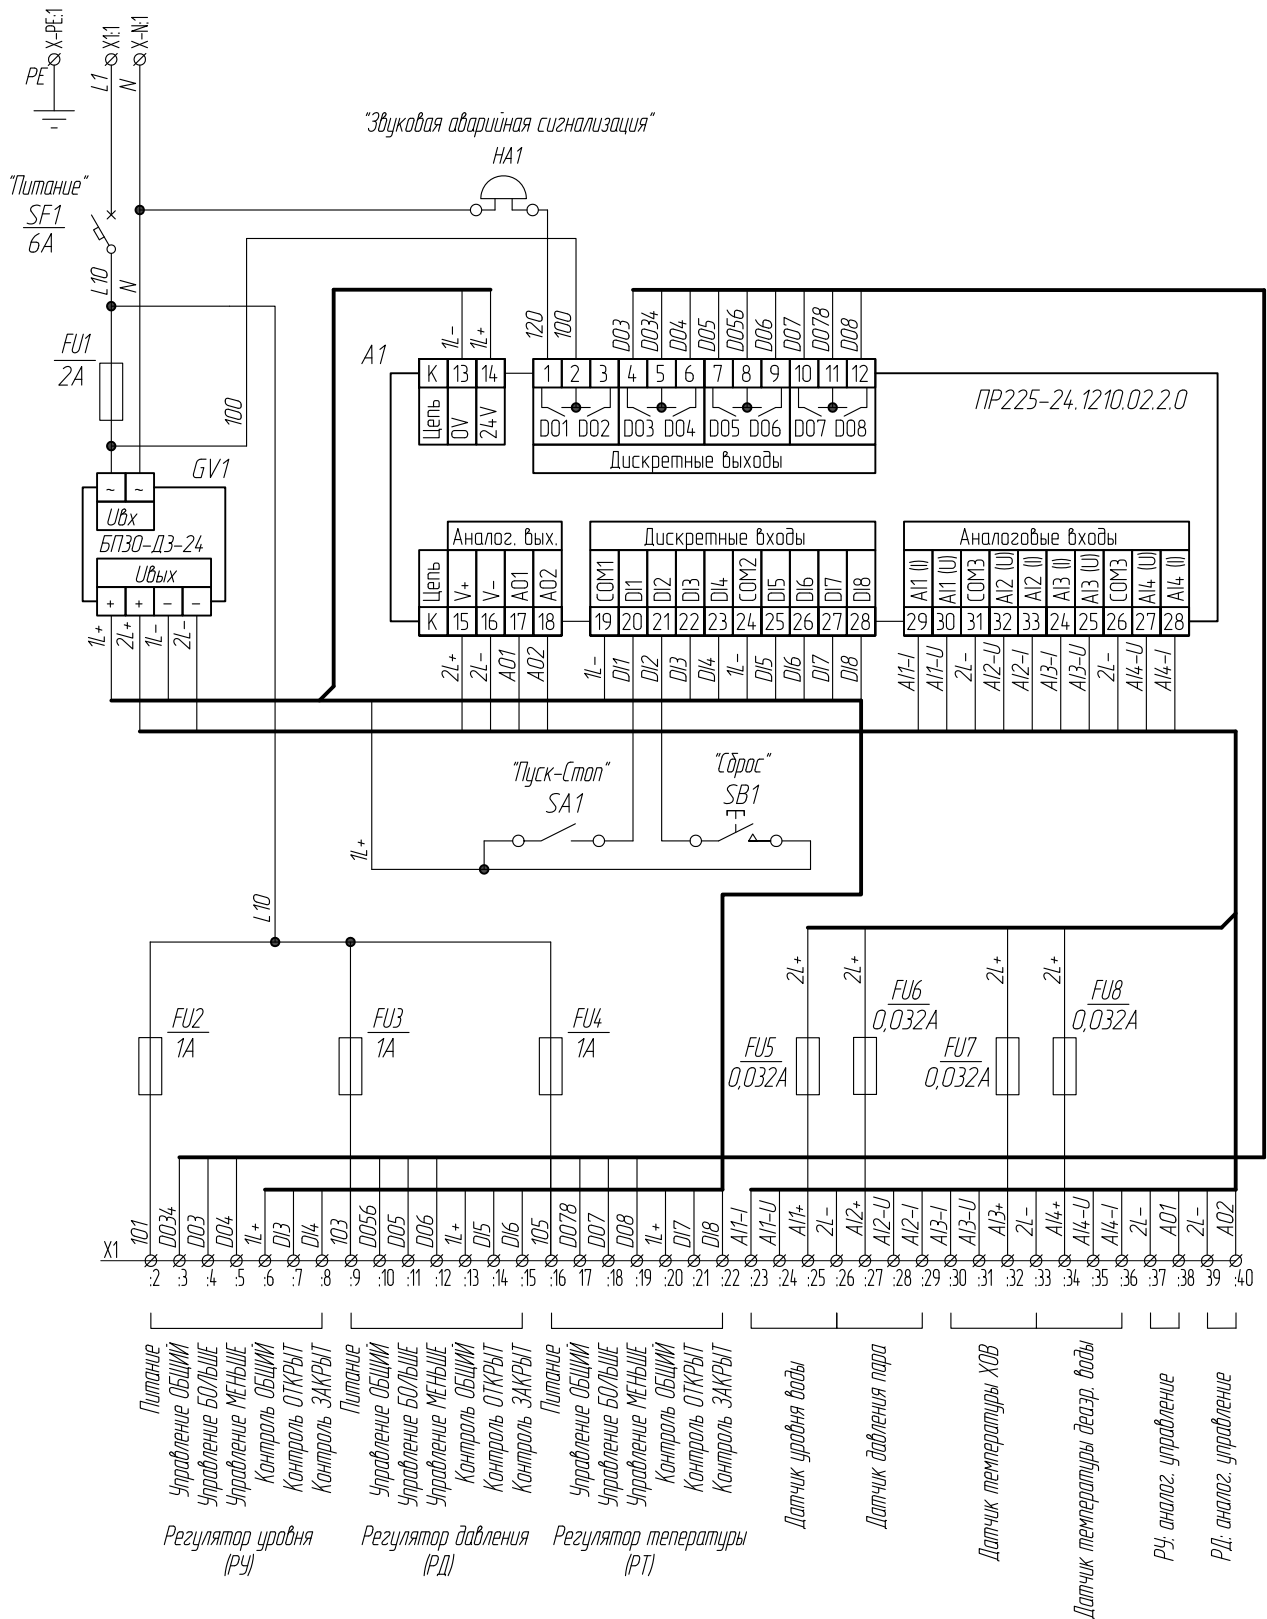 X-PE:1
X1:1
X-N:1
PE
L1
N
"Звуковая аварийная сигнализация"
HA1
"Питание"
SF1
6A
L10
N
FU1
2A
100
120
100
1L-
1L+
DO3
DO34
DO4
DO5
DO56
DO6
DO7
DO78
DO8
A1
K 13 14
Цепь 0V 24V
1 2 3 4 5 6 7 8 9 10 11 12
DO1 DO2 DO3 DO4 DO5 DO6 DO7 DO8
Дискретные выходы
ПР225-24.1210.02.2.0
GV1
~ ~
Uвх
БП30-Д3-24
Uвых
+ + - -
1L+
2L+
1L-
2L-
Аналог. вых.
Цепь V+ V- AO1 AO2
K 15 16 17 18
2L+
2L-
AO1
AO2
Дискретные входы
COM1 DI1 DI2 DI3 DI4 COM2 DI5 DI6 DI7 DI8
19 20 21 22 23 24 25 26 27 28
1L-
DI1
DI2
DI3
DI4
1L-
DI5
DI6
DI7
DI8
Аналоговые входы
AI1 (I) AI1 (U) COM3 AI2 (U) AI2 (I) AI3 (I) AI3 (U) COM3 AI4 (U) AI4 (I)
29 30 31 32 33 24 25 26 27 28
AI1-I
AI1-U
2L-
AI2-U
AI2-I
AI3-I
AI3-U
2L-
AI4-U
AI4-I
"Пуск-Стоп"
SA1
"Сброс"
SB1
1L+
L10
2L+
2L+
2L+
2L+
FU2
1A
FU3
1A
FU4
1A
FU5
0,032A
FU6
0,032A
FU7
0,032A
FU8
0,032A
X1
1D1
DO34
DO3
DO4
1L+
DI3
DI4
1O3
DO56
DO5
DO6
1L+
DI5
DI6
1O5
DO78
DO7
DO8
1L+
DI7
DI8
AI1-I
AI1-U
AI1+
2L-
AI2+
AI2-U
AI2-I
AI3-I
AI3-U
AI3+
2L-
AI4+
AI4-U
AI4-I
2L-
AO1
2L-
AO2
:2 :3 :4 :5 :6 :7 :8 :9 :10 :11 :12 :13 :14 :15 :16 :17 :18 :19 :20 :21 :22 :23 :24 :25 :26 :27 :28 :29 :30 :31 :32 :33 :34 :35 :36 :37 :38 39 :40
Питание
Управление ОБЩИЙ
Управление БОЛЬШЕ
Управление МЕНЬШЕ
Контроль ОБЩИЙ
Контроль ОТКРЫТ
Контроль ЗАКРЫТ
Питание
Управление ОБЩИЙ
Управление БОЛЬШЕ
Управление МЕНЬШЕ
Контроль ОБЩИЙ
Контроль ОТКРЫТ
Контроль ЗАКРЫТ
Питание
Управление ОБЩИЙ
Управление БОЛЬШЕ
Управление МЕНЬШЕ
Контроль ОБЩИЙ
Контроль ОТКРЫТ
Контроль ЗАКРЫТ
Датчик уровня воды
Датчик давления пара
Датчик температуры ХОВ
Датчик температуры деаэр. воды
РУ: аналог. управление
РД: аналог. управление
Регулятор уровня
(РУ)
Регулятор давления
(РД)
Регулятор тепературы
(РТ)